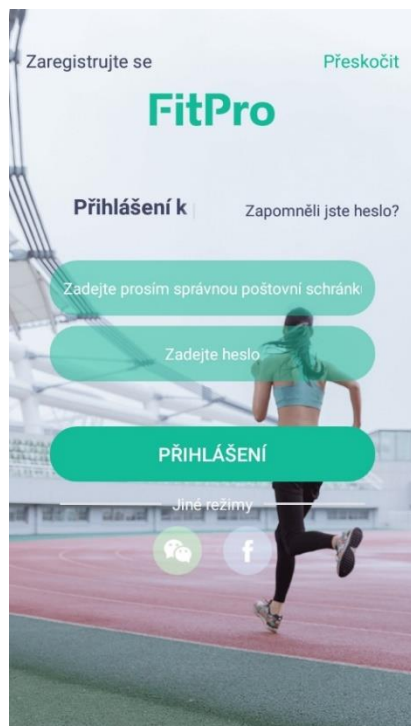 Zaregistrujte se
Přeskočit
FitPro
Přihlášení k
Zapomněli jste heslo?
Zadejte prosím správnou poštovní schránk
Zadejte heslo
PŘIHLÁŠENÍ
Jiné režimy
f